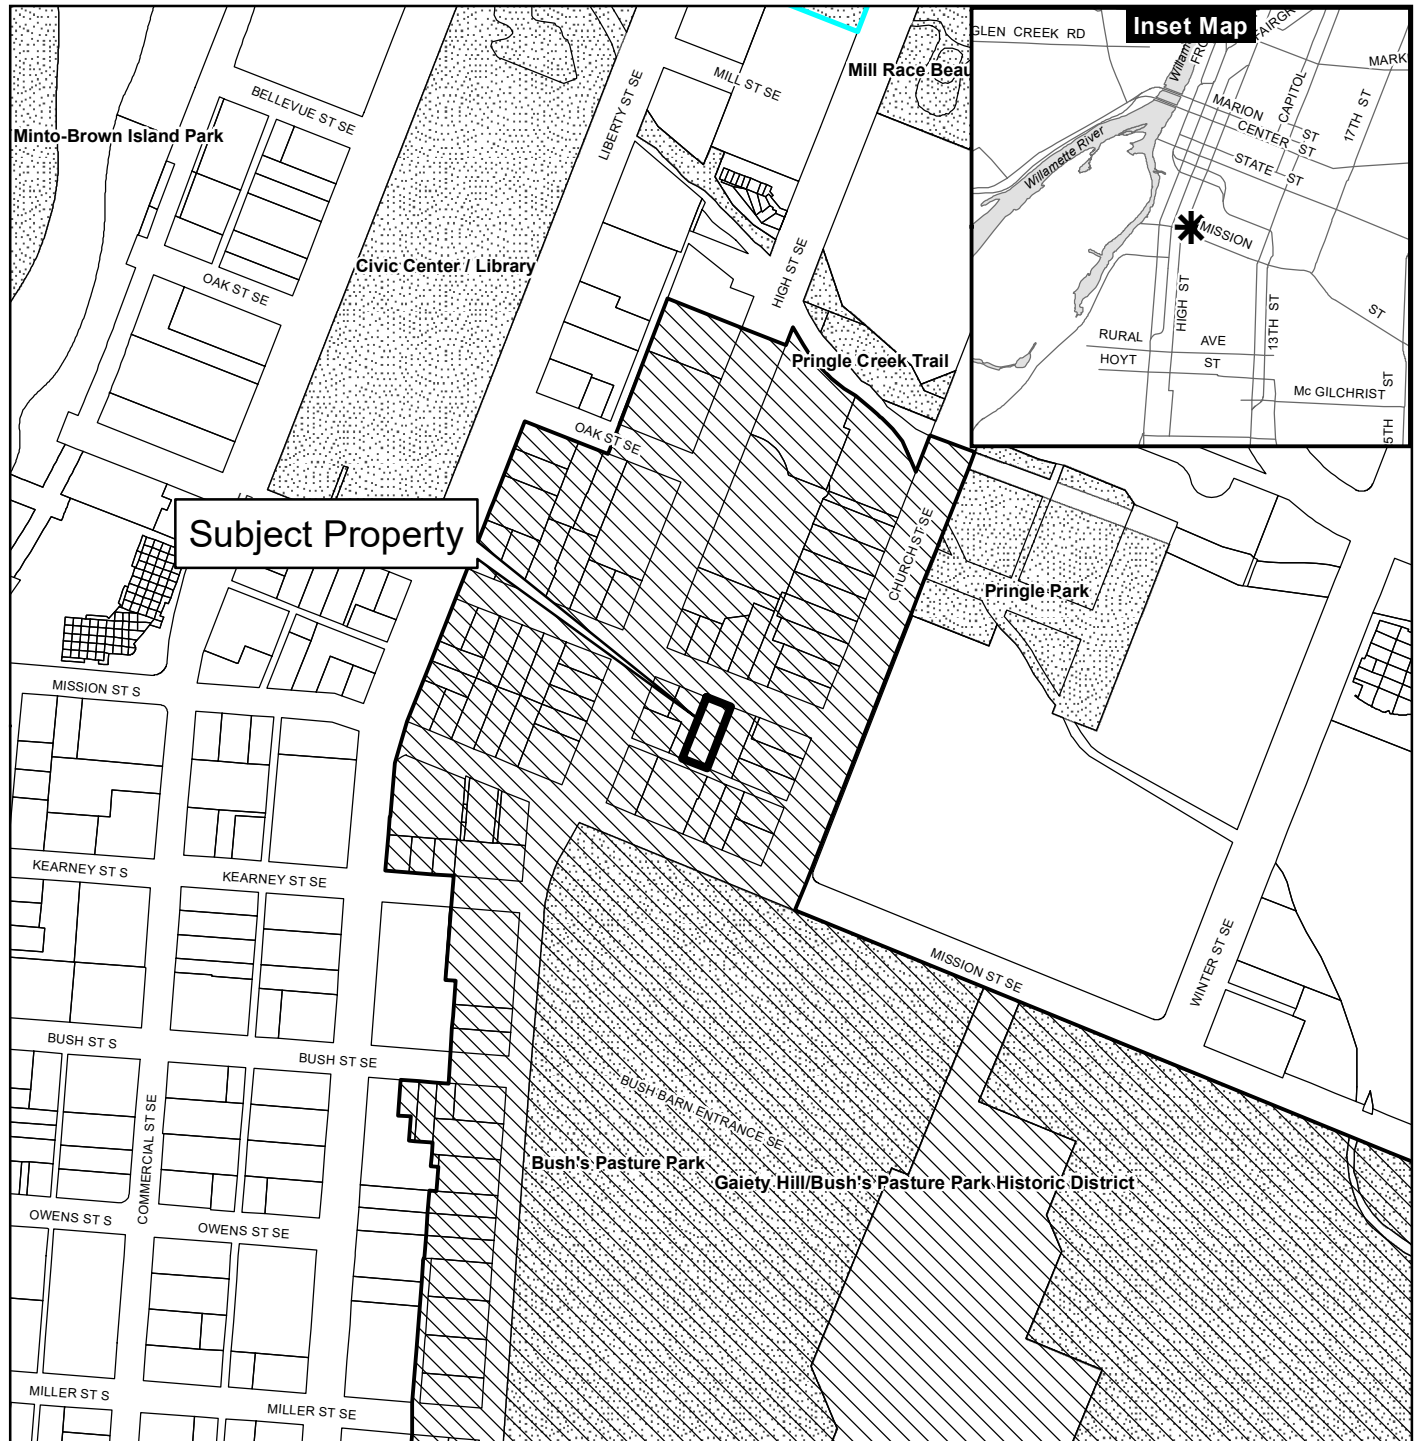 Inset Map
GLEN CREEK RD
MARION
ST
CENTER ST
STATE ST
CAPITOL
17TH ST
Willamette River
MISSION
ST
HIGH ST
13TH ST
RURAL
AVE
HOYT
ST
Mc GILCHRIST
ST
MILL ST SE
BELLEVUE ST SE
LIBERTY ST SE
Minto-Brown Island Park
Civic Center / Library
OAK ST SE
HIGH ST SE
Pringle Creek Trail
OAK ST SE
Subject Property
CHURCH ST SE
Pringle Park
MISSION ST S
KEARNEY ST S
KEARNEY ST SE
MISSION ST SE
WINTER ST SE
BUSH ST S
BUSH ST SE
BUSH BARN ENTRANCE SE
COMMERCIAL ST SE
Bush's Pasture Park
Gaiety Hill/Bush's Pasture Park Historic District
OWENS ST S
OWENS ST SE
MILLER ST S
MILLER ST SE